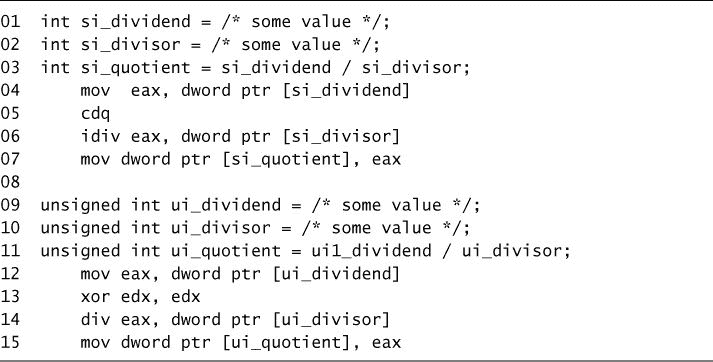 01 int si_dividend = /* some value */;
02 int si_divisor = /* some value */;
03 int si_quotient = si_dividend / si_divisor;
04     mov  eax, dword ptr [si_dividend]
05     cdq
06     idiv eax, dword ptr [si_divisor]
07     mov dword ptr [si_quotient], eax
08
09 unsigned int ui_dividend = /* some value */;
10 unsigned int ui_divisor = /* some value */;
11 unsigned int ui_quotient = ui1_dividend / ui_divisor;
12     mov eax, dword ptr [ui_dividend]
13     xor edx, edx
14     div eax, dword ptr [ui_divisor]
15     mov dword ptr [ui_quotient], eax